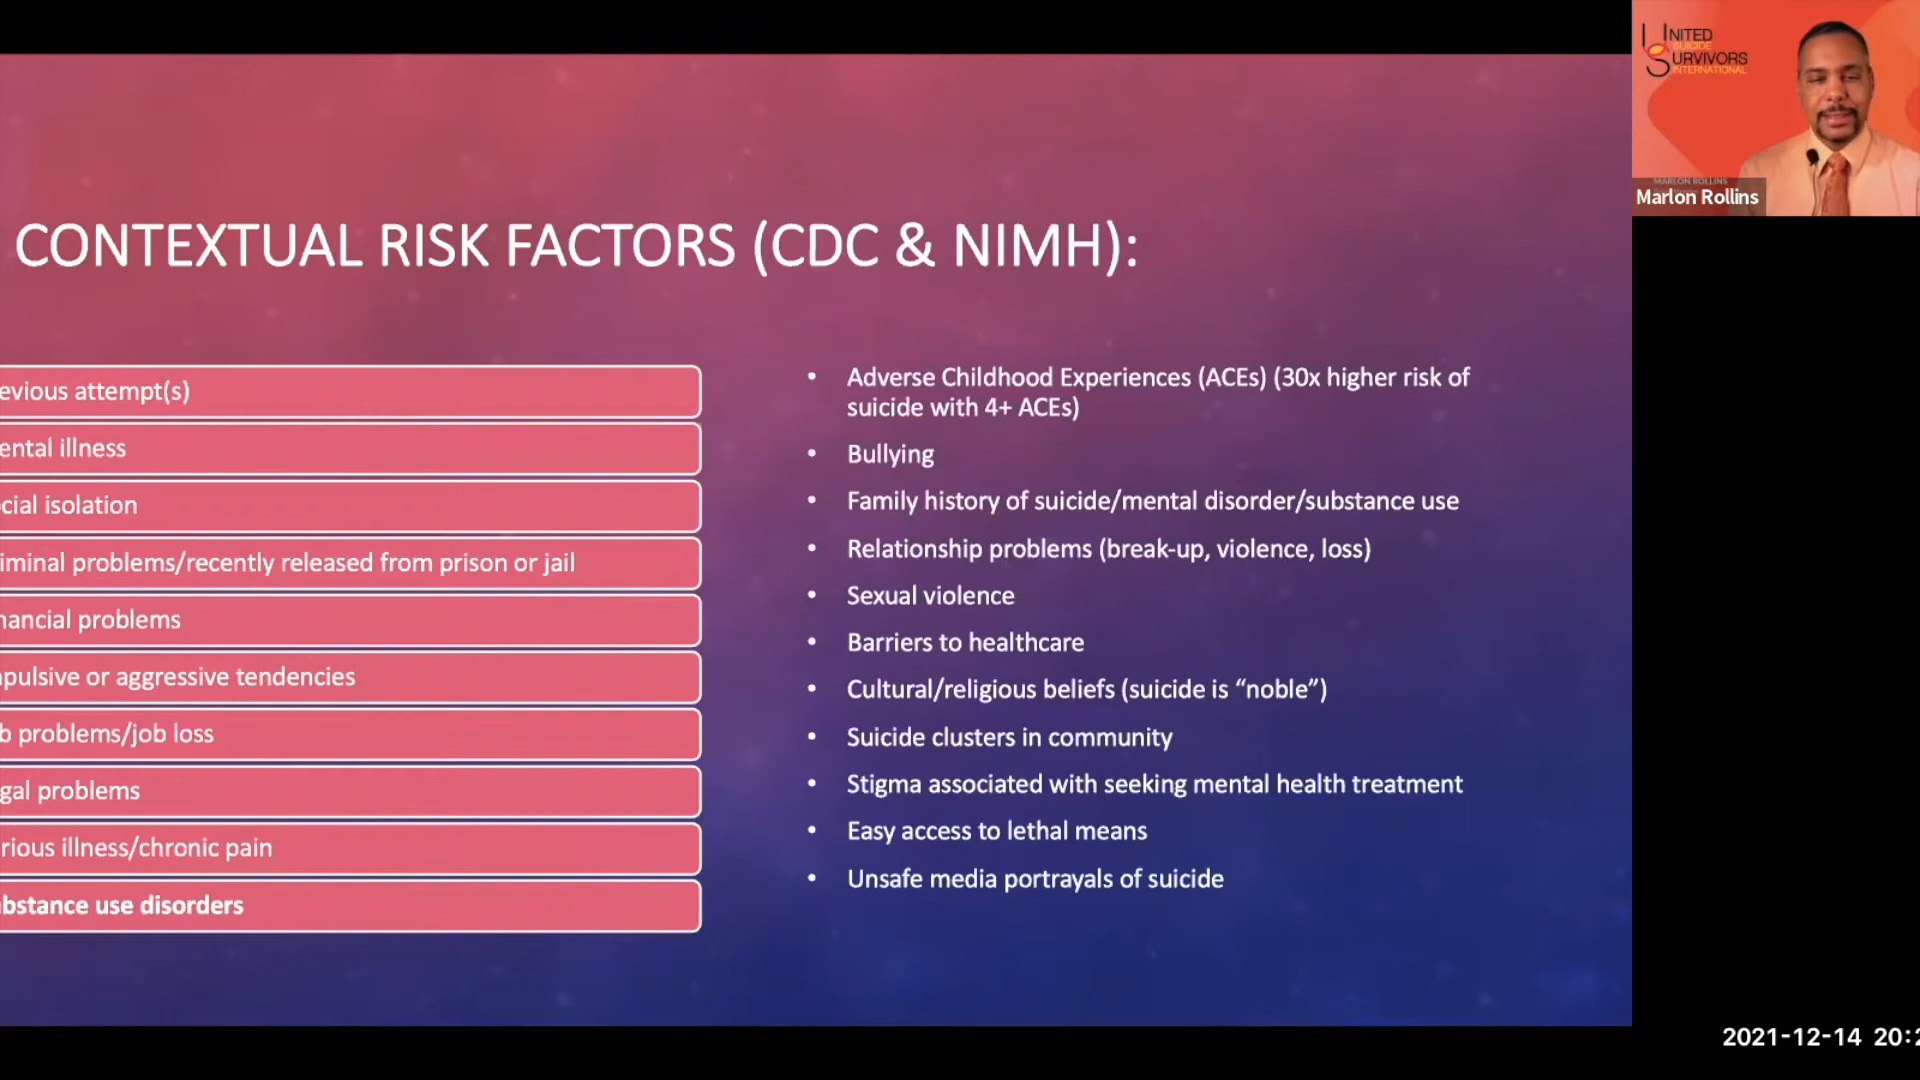 CONTEXTUAL RISK FACTORS (CDC & NIMH):
evious attempt(s)
ental illness
cial isolation
iminal problems/recently released from prison or jail
nancial problems
pulsive or aggressive tendencies
b problems/job loss
gal problems
rious illness/chronic pain
bstance use disorders
• Adverse Childhood Experiences (ACEs) (30x higher risk of
suicide with 4+ ACEs)
• Bullying
• Family history of suicide/mental disorder/substance use
• Relationship problems (break-up, violence, loss)
• Sexual violence
• Barriers to healthcare
• Cultural/religious beliefs (suicide is “noble”)
• Suicide clusters in community
• Stigma associated with seeking mental health treatment
• Easy access to lethal means
• Unsafe media portrayals of suicide
UNITED
SUICIDE
SURVIVORS
INTERNATIONAL
MARLON ROLLINS
Marlon Rollins
2021-12-14 20:2